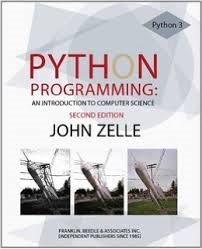 Python 3
PYTHON
PROGRAMMING:
AN INTRODUCTION TO COMPUTER SCIENCE
SECOND EDITION
JOHN ZELLE
FRANKLIN, BEEDLE & ASSOCIATES INC.
[INDEPENDENT PUBLISHERS SINCE 1985]